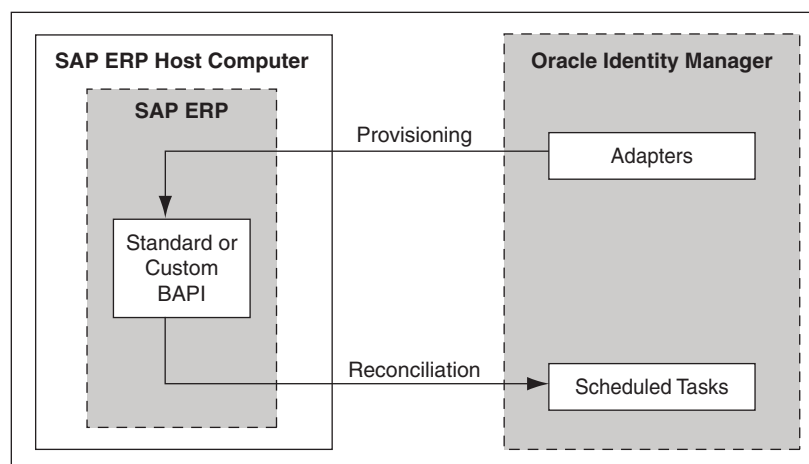 SAP ERP Host Computer
SAP ERP
Standard or
Custom
BAPI
Provisioning
Reconciliation
Oracle Identity Manager
Adapters
Scheduled Tasks